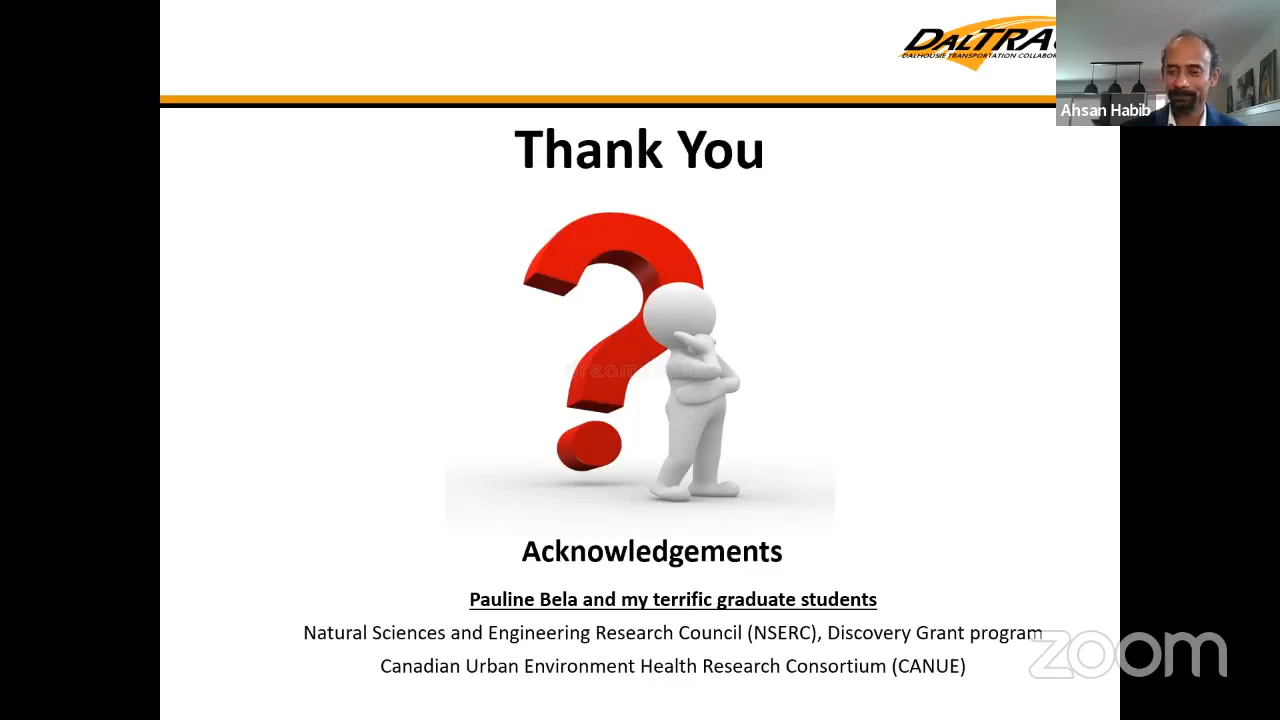 DALTRA
DALHOUSIE TRANSPORTATION
Ahsan Habib
Thank You
Acknowledgements
Pauline Bela and my terrific graduate students
Natural Sciences and Engineering Research Council (NSERC), Discovery Grant program
Canadian Urban Environment Health Research Consortium (CANUE)
zoom